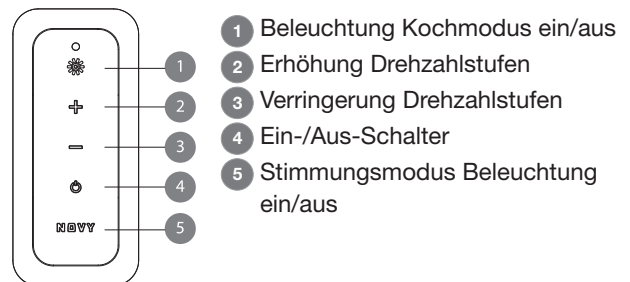 1 Beleuchtung Kochmodus ein/aus
2 Erhöhung Drehzahlstufen
3 Verringerung Drehzahlstufen
4 Ein-/Aus-Schalter
5 Stimmungsmodus Beleuchtung
ein/aus
1
2
3
4
NOVY 5